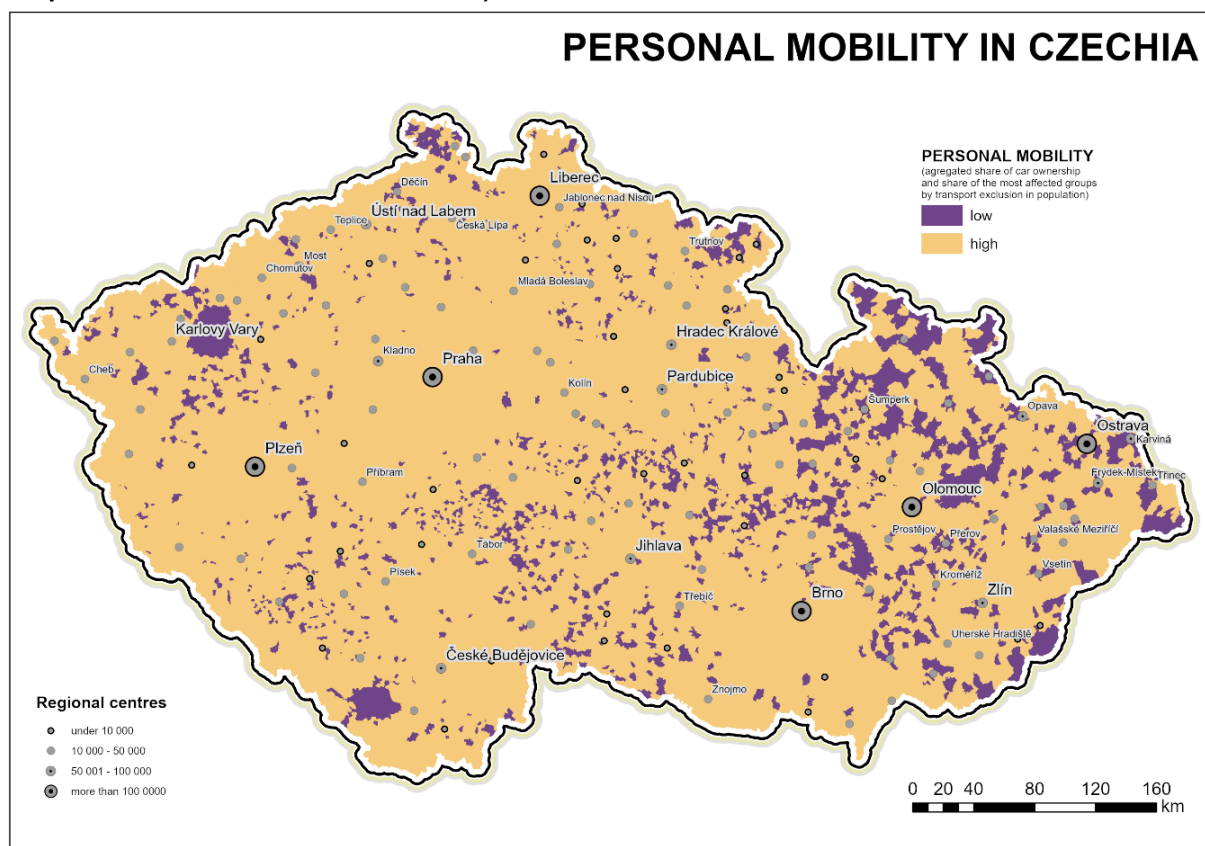 PERSONAL MOBILITY IN CZECHIA
PERSONAL MOBILITY
(agregated share of car ownership
and share of the most affected groups
by transport exclusion in population)
low
high
Děčín
Liberec
Jablonec nad Nisou
Ústí nad Labem
Teplice
Česká Lípa
Trutnov
Most
Chomutov
Mladá Boleslav
Karlovy Vary
Hradec Králové
Kladno
Praha
Cheb
Kolín
Pardubice
Šumperk
Opava
Ostrava
Karviná
Plzeň
Příbram
Frýdek-Místek
Třinec
Olomouc
Prostějov
Přerov
Valašské Meziříčí
Tábor
Jihlava
Písek
Vsetín
Kroměříž
Zlín
Třebíč
Brno
Uherské Hradiště
České Budějovice
Znojmo
Regional centres
under 10 000
10 000 - 50 000
50 001 - 100 000
more than 100 0000
0 20 40 80 120 160
km